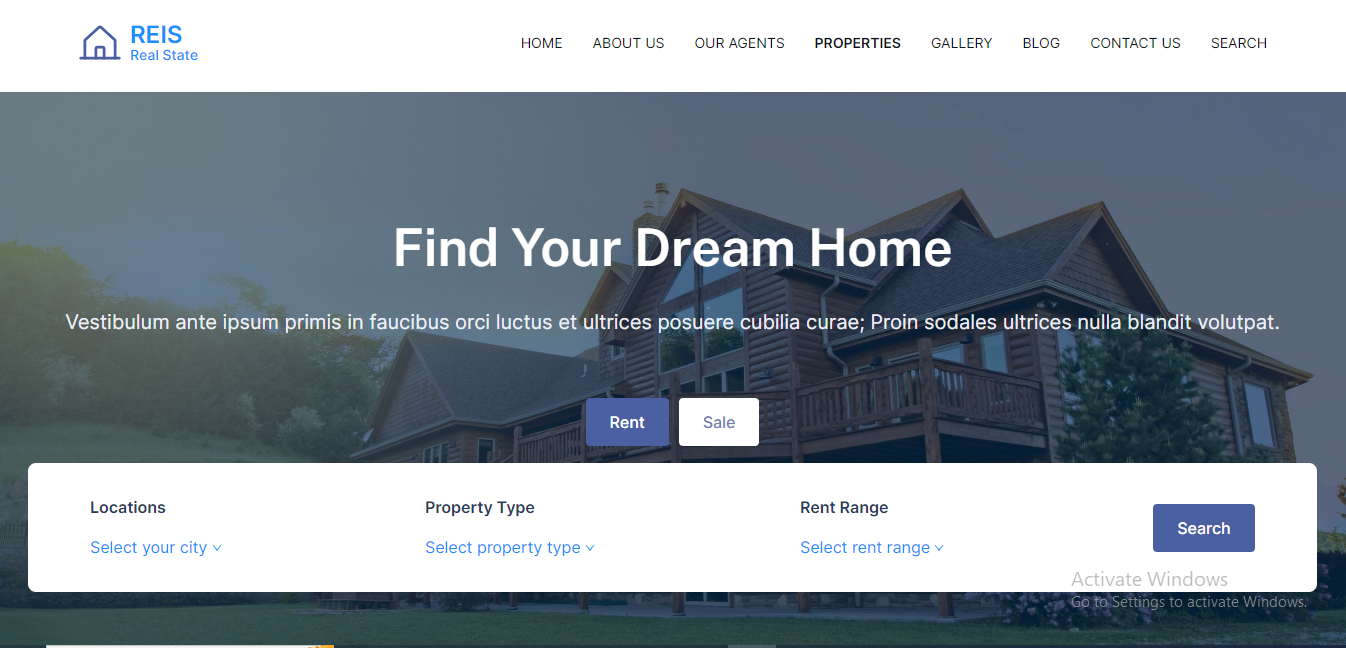 REIS
Real State
HOME ABOUT US OUR AGENTS PROPERTIES GALLERY BLOG CONTACT US SEARCH
Find Your Dream Home
Vestibulum ante ipsum primis in faucibus orci luctus et ultrices posuere cubilia curae; Proin sodales ultrices nulla blandit volutpat.
Rent Sale
Locations Property Type Rent Range
Search
Select your city Select property type Select rent range
Activate Windows
Go to Settings to activate Windows.